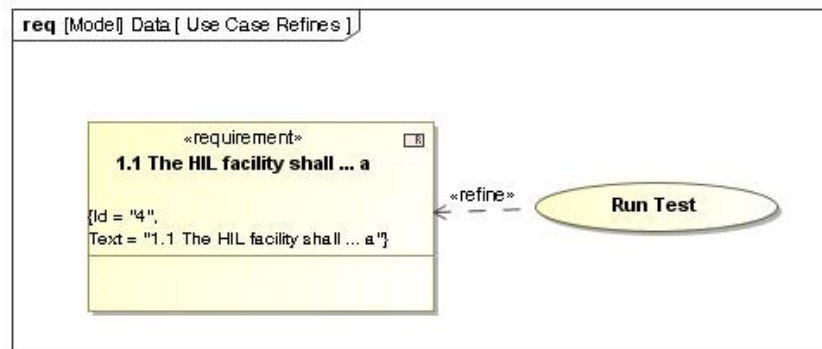 req [Model] Data [ Use Case Refines ]
«requirement»
1.1 The HIL facility shall ... a
{Id = "4",
Text = "1.1 The HIL facility shall ... a"}
«refine»
Run Test